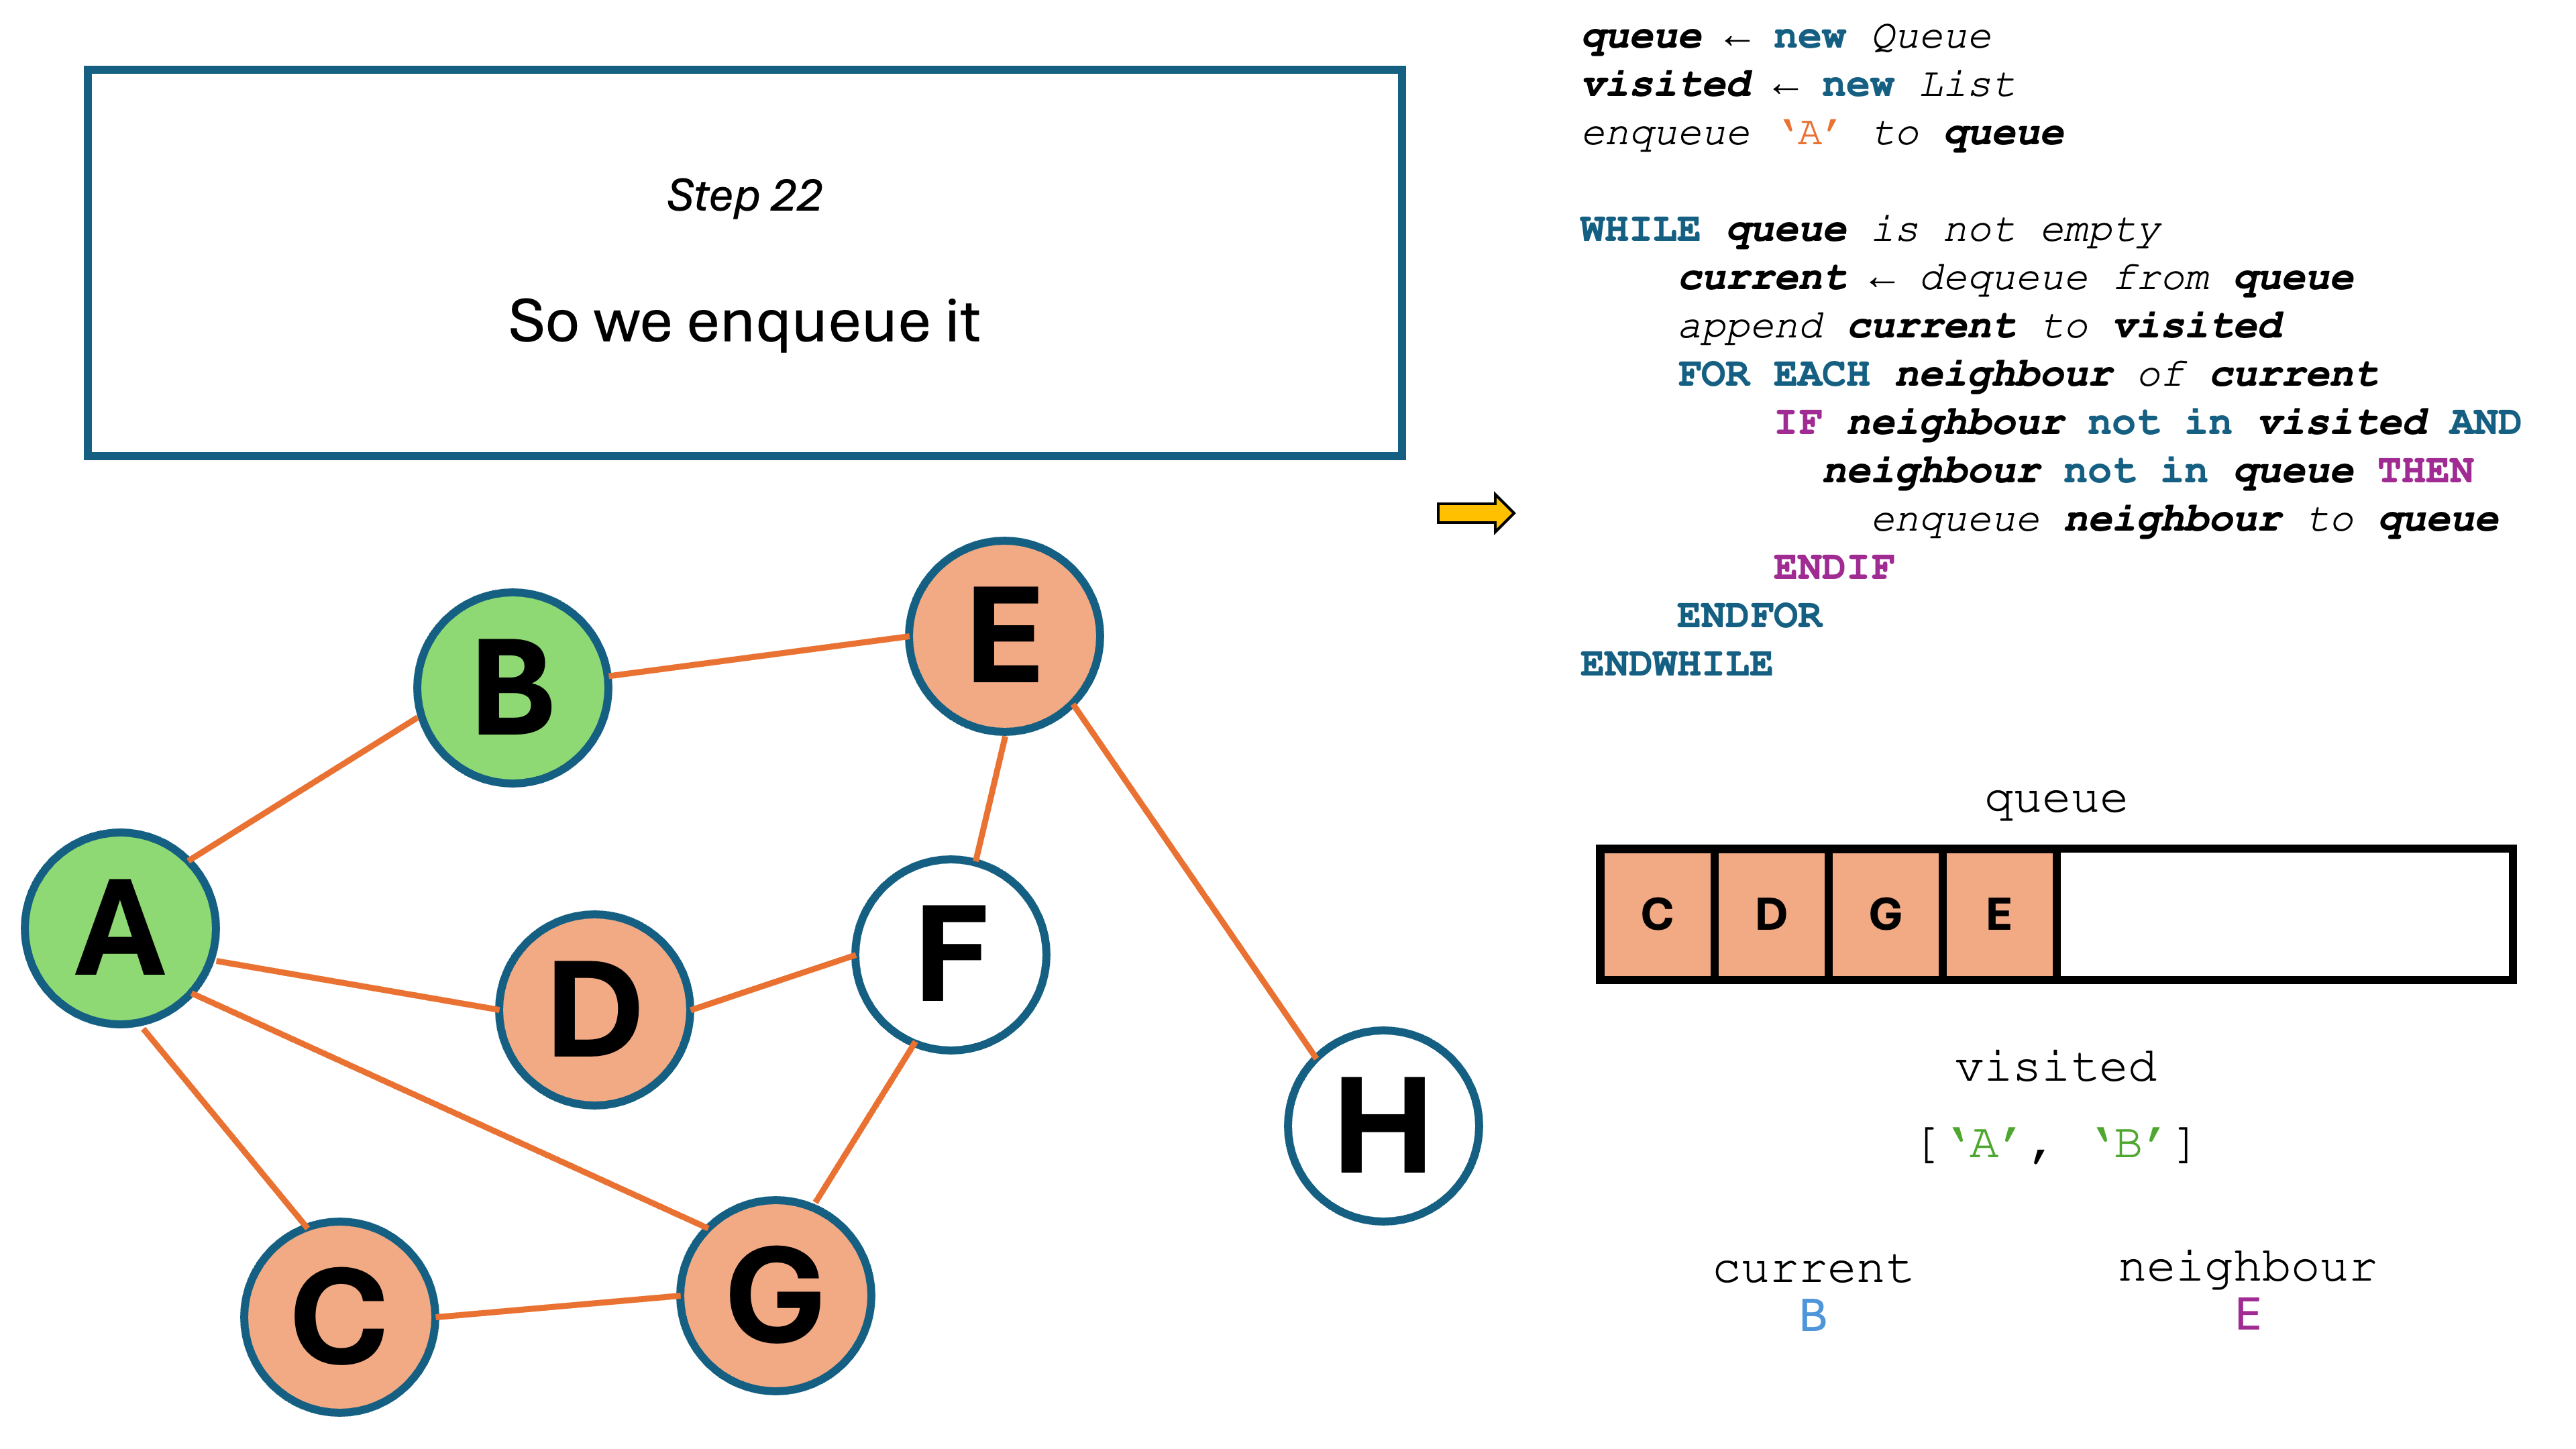 Step 22
So we enqueue it
queue ← new Queue
visited ← new List
enqueue ‘A’ to queue
WHILE queue is not empty
current ← dequeue from queue
append current to visited
FOR EACH neighbour of current
IF neighbour not in visited AND
neighbour not in queue THEN
enqueue neighbour to queue
ENDIF
ENDFOR
ENDWHILE
B
E
A
D
F
H
C
G
queue
C D G E
visited
[‘A’, ‘B’]
current neighbour
B E